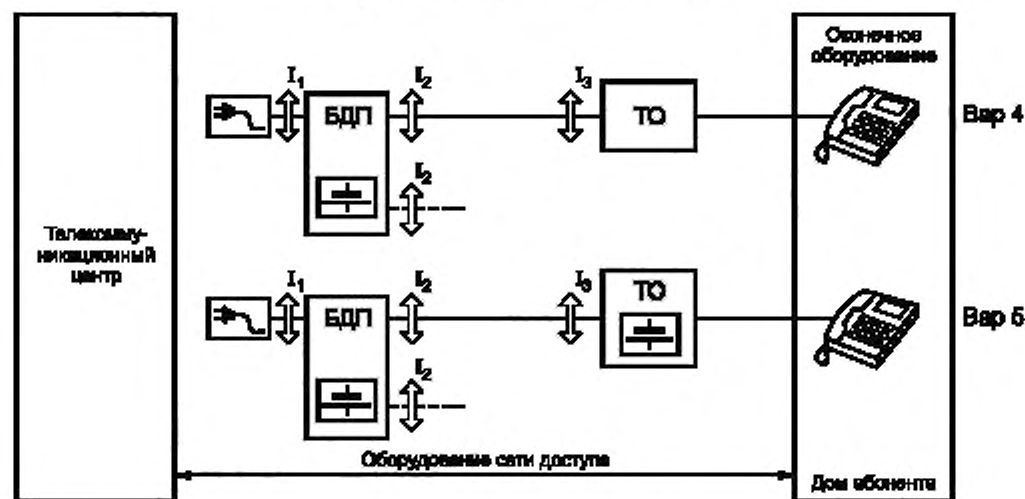 Телекомму-
никационный
центр
I₁
БДП
I₂
I₂
I₃
ТО
Оконечное
оборудование
Вар 4
I₁
БДП
I₂
I₂
I₃
ТО
Вар 5
Оборудование сети доступа
Дом абонента